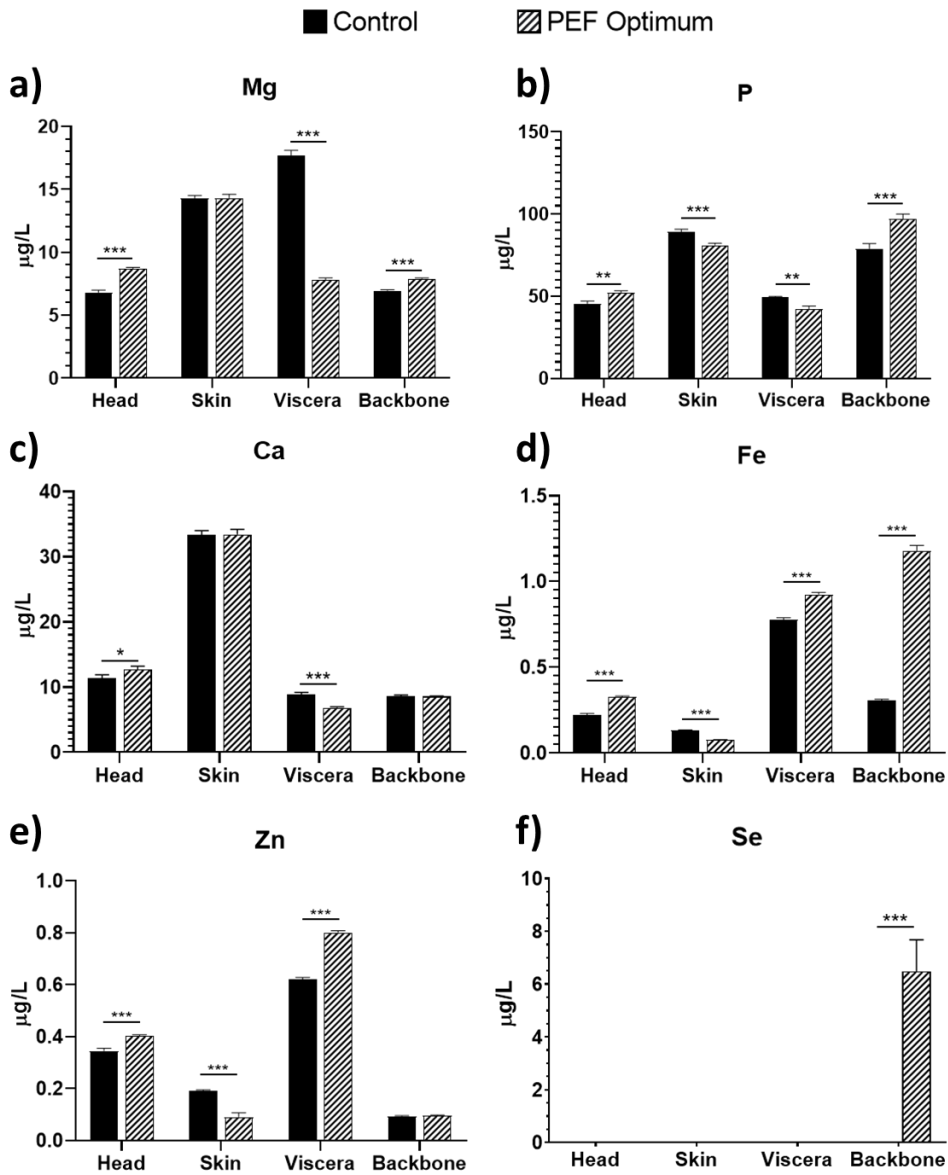 Control PEF Optimum
a) Mg
20
15
10
5
0
µg/L
***
***
***
Head Skin Viscera Backbone
b) P
150
100
50
0
µg/L
**
***
**
***
Head Skin Viscera Backbone
c) Ca
40
30
20
10
0
µg/L
*
***
Head Skin Viscera Backbone
d) Fe
1.5
1.0
0.5
0.0
µg/L
***
***
***
***
Head Skin Viscera Backbone
e) Zn
1.0
0.8
0.6
0.4
0.2
0.0
µg/L
***
***
***
Head Skin Viscera Backbone
f) Se
10
8
6
4
2
0
µg/L
***
Head Skin Viscera Backbone